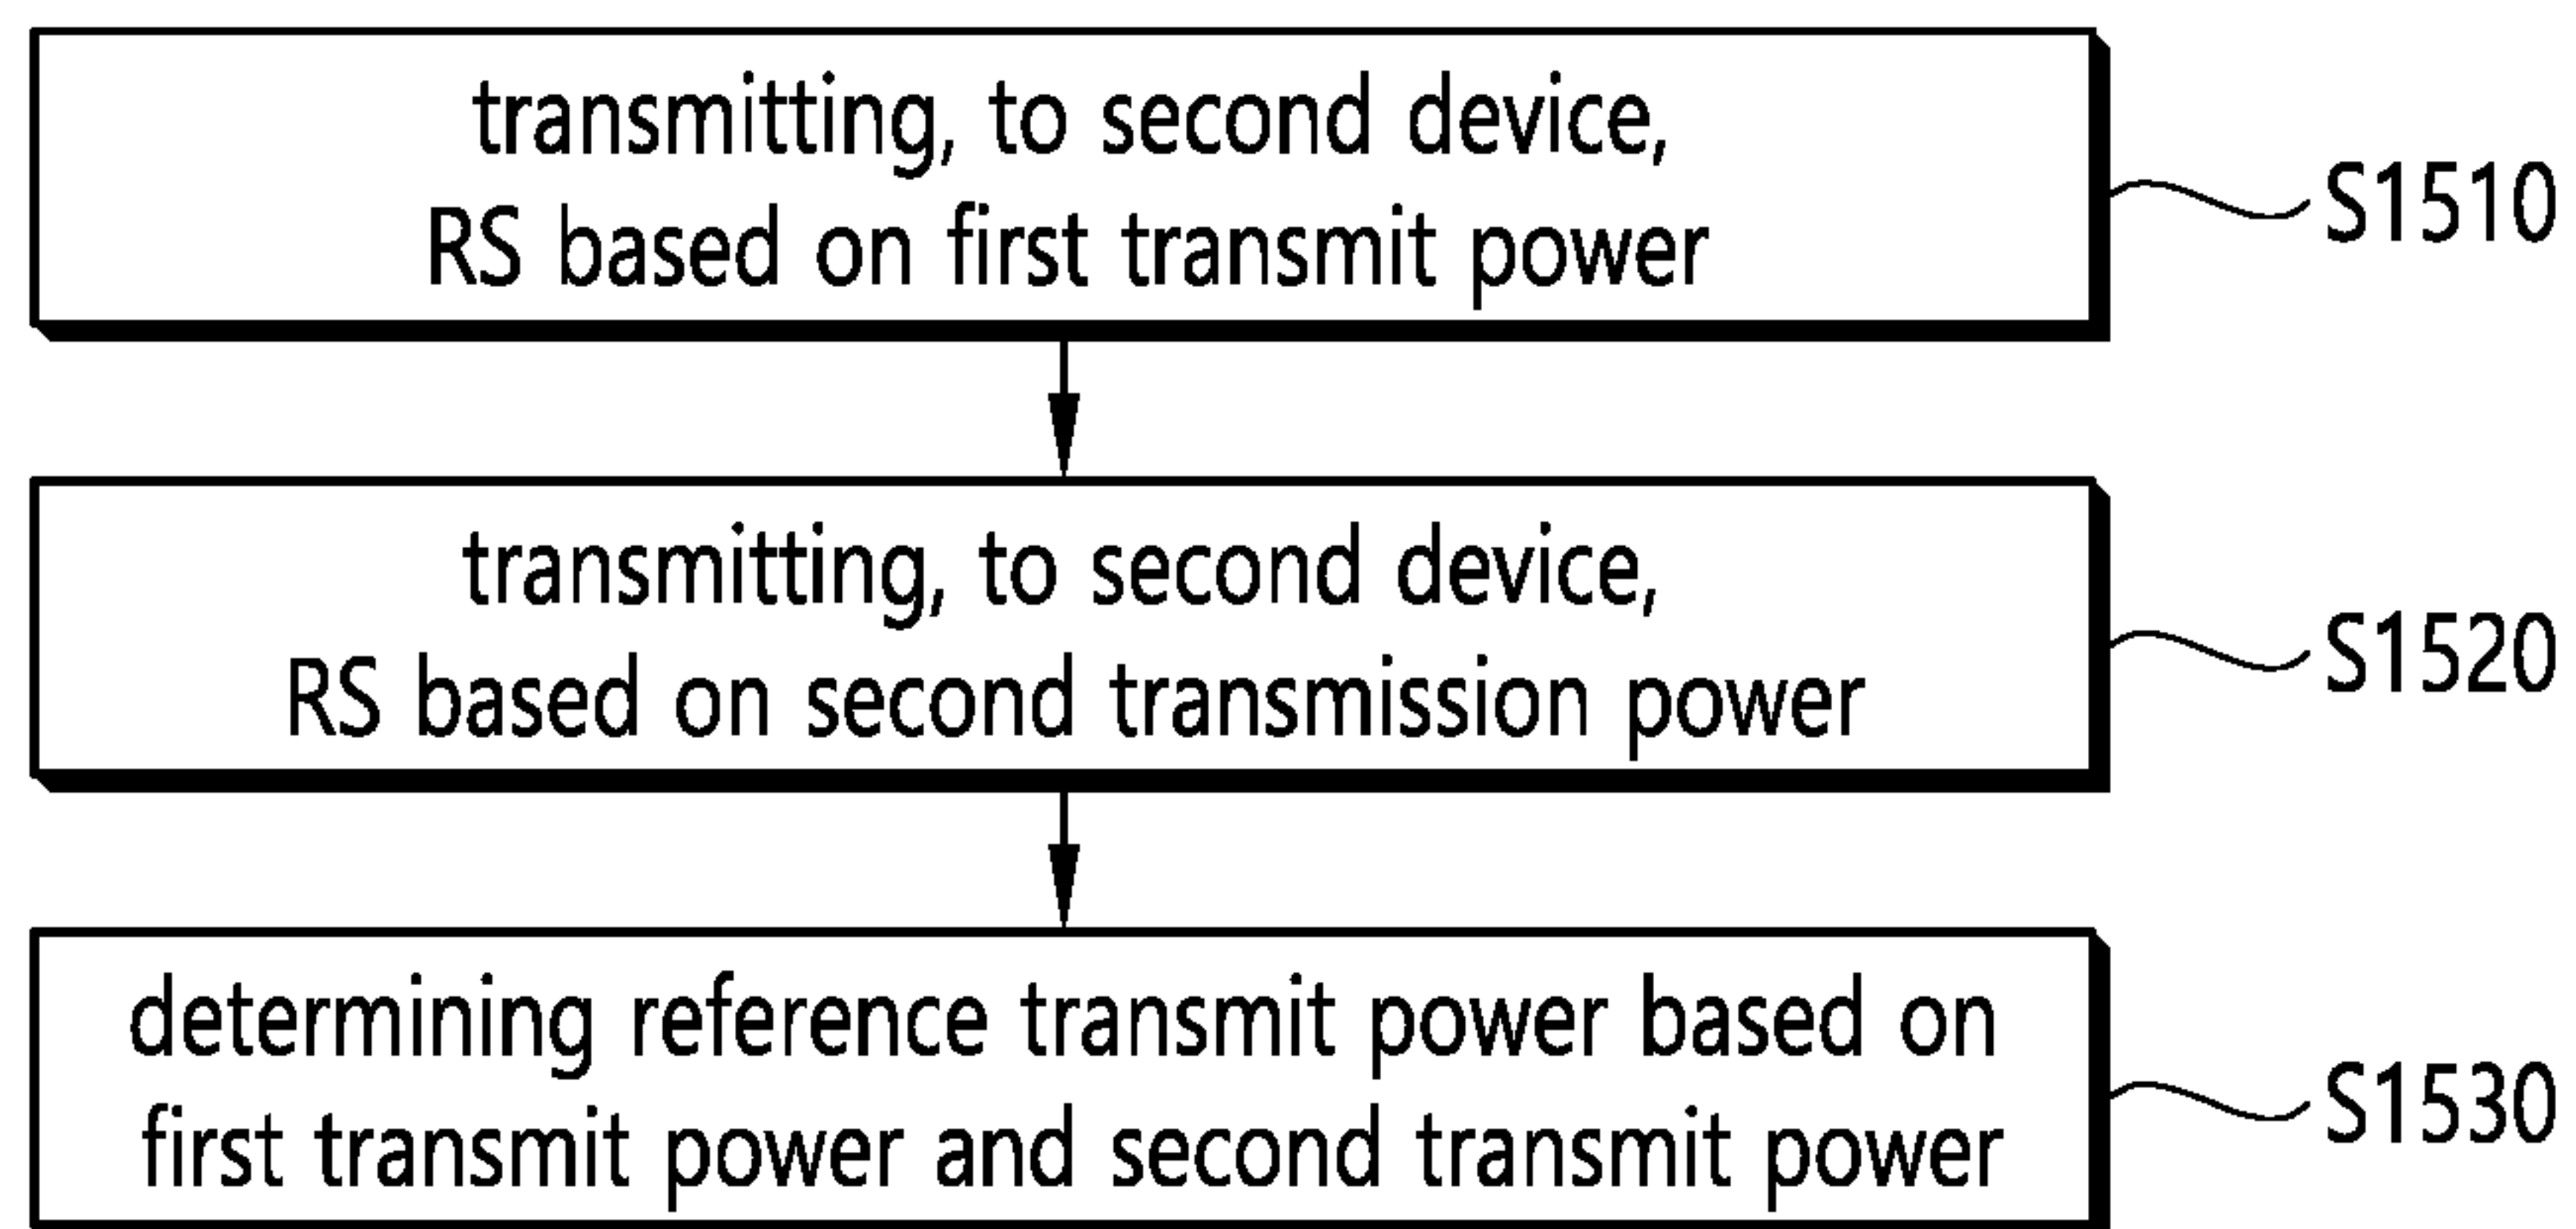 transmitting, to second device,
RS based on first transmit power
S1510
transmitting, to second device,
RS based on second transmission power
S1520
determining reference transmit power based on
first transmit power and second transmit power
S1530